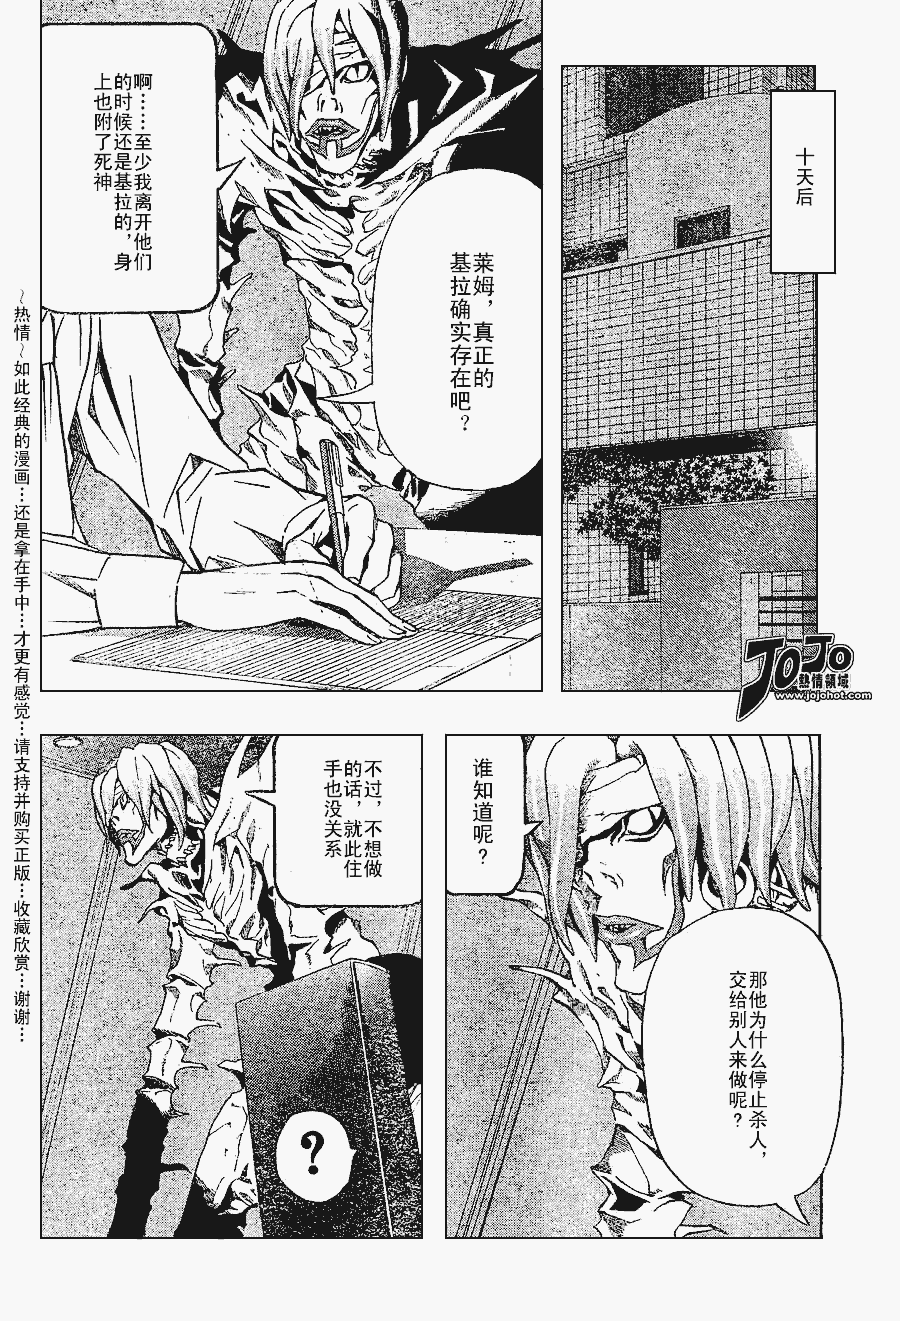 十天后
莱姆，真正的
基拉确实存在吧？
啊……至少我离开他们
的时候还是基拉的，身
上也附了死神
那他为什么停止杀人，
交给别人来做呢？
谁知道呢？
不过，不想做
的话，就此住
手也没关系
？
～热情～如此经典的漫画…还是拿在手中…才更有感觉…请支持并购买正版…收藏欣赏…谢谢…
JOJO
熱情領域
www.jojohot.com